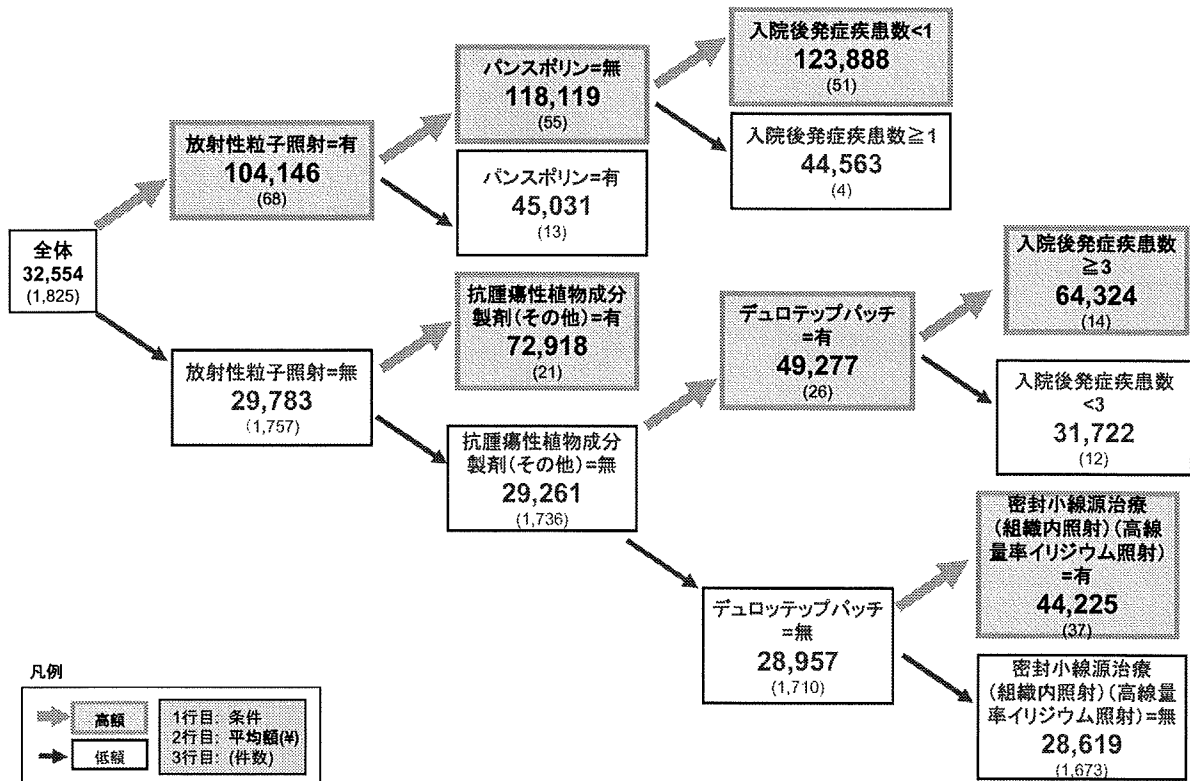 全体
32,554
(1,825)
放射性粒子照射=有
104,146
(68)
放射性粒子照射=無
29,783
(1,757)
パンスポリン=無
118,119
(55)
パンスポリン=有
45,031
(13)
抗腫瘍性植物成分
製剤(その他)=有
72,918
(21)
抗腫瘍性植物成分
製剤(その他)=無
29,261
(1,736)
入院後発症疾患数<1
123,888
(51)
入院後発症疾患数≧1
44,563
(4)
デュロテップパッチ
=有
49,277
(26)
デュロッテップパッチ
=無
28,957
(1,710)
入院後発症疾患数
≧3
64,324
(14)
入院後発症疾患数
<3
31,722
(12)
密封小線源治療
(組織内照射)(高線
量率イリジウム照射)
=有
44,225
(37)
密封小線源治療
(組織内照射)(高線量
率イリジウム照射)=無
28,619
(1,673)
凡例
高額
低額
1行目: 条件
2行目: 平均額(¥)
3行目: (件数)